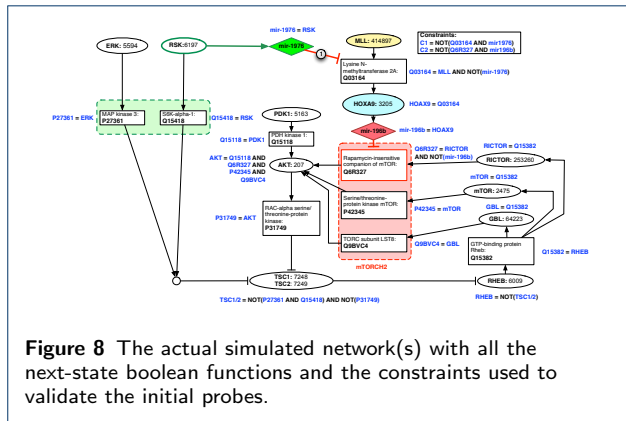 mir-1976 = RSK
ERK: 5594
RSK:6197
mir-1976
1
MLL: 414897
Constraints:
C1 = NOT(Q03164 AND mir1976)
C2 = NOT(Q6R327 AND mir196b)
Lysine N-
methyltransferase 2A:
Q03164
Q03164 = MLL AND NOT(mir-1976)
P27361 = ERK
MAP kinase 3:
P27361
S6K-alpha-1:
Q15418
Q15418 = RSK
PDK1: 5163
HOXA9: 3205
HOXA9 = Q03164
Q15118 = PDK1
PDH kinase 1:
Q15118
mir-196b
mir-196b = HOXA9
Q6R327 = RICTOR
AND NOT(mir-196b)
RICTOR = Q15382
RICTOR: 253260
AKT = Q15118 AND
Q6R327 AND
P42345 AND
Q9BVC4
AKT: 207
Rapamycin-insensitive
companion of mTOR:
Q6R327
mTOR = Q15382
mTOR: 2475
Serine/threonine-
protein kinase mTOR:
P42345
P42345 = mTOR
GBL = Q15382
GBL: 64223
P31749 = AKT
RAC-alpha serine/
threonine-protein
kinase:
P31749
TORC subunit LST8:
Q9BVC4
Q9BVC4 = GBL
GTP-binding protein
Rheb:
Q15382
Q15382 = RHEB
mTORCH2
TSC1: 7248
TSC2: 7249
RHEB: 6009
TSC1/2 = NOT(P27361 AND Q15418) AND NOT(P31749)
RHEB = NOT(TSC1/2)
Figure 8 The actual simulated network(s) with all the
next-state boolean functions and the constraints used to
validate the initial probes.